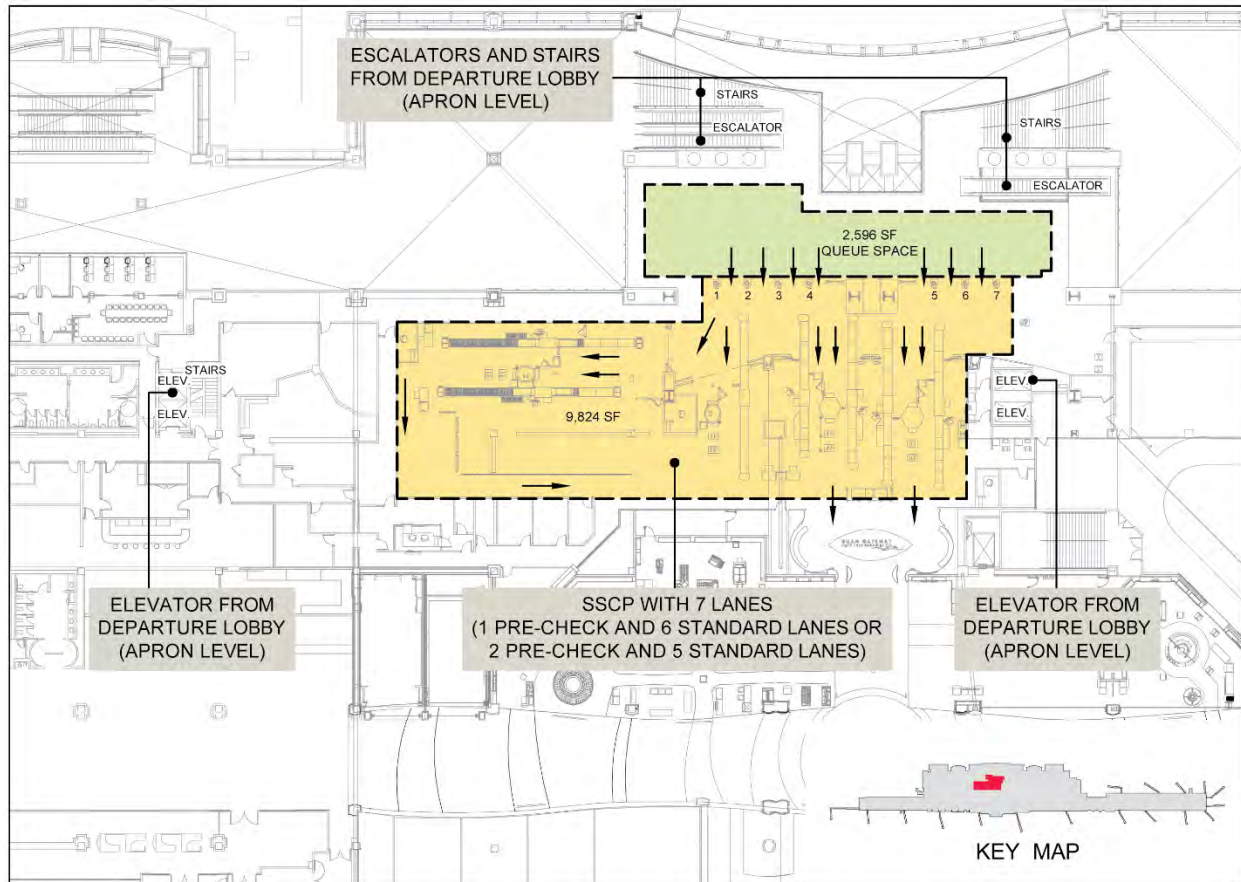 ESCALATORS AND STAIRS
FROM DEPARTURE LOBBY
(APRON LEVEL)
STAIRS
ESCALATOR
STAIRS
ESCALATOR
2,596 SF
QUEUE SPACE
1
2
3
4
5
6
7
STAIRS
ELEV.
ELEV.
ELEV.
ELEV.
9,824 SF
GUAM GATEWAY
ELEVATOR FROM
DEPARTURE LOBBY
(APRON LEVEL)
SSCP WITH 7 LANES
(1 PRE-CHECK AND 6 STANDARD LANES OR
2 PRE-CHECK AND 5 STANDARD LANES)
ELEVATOR FROM
DEPARTURE LOBBY
(APRON LEVEL)
KEY MAP